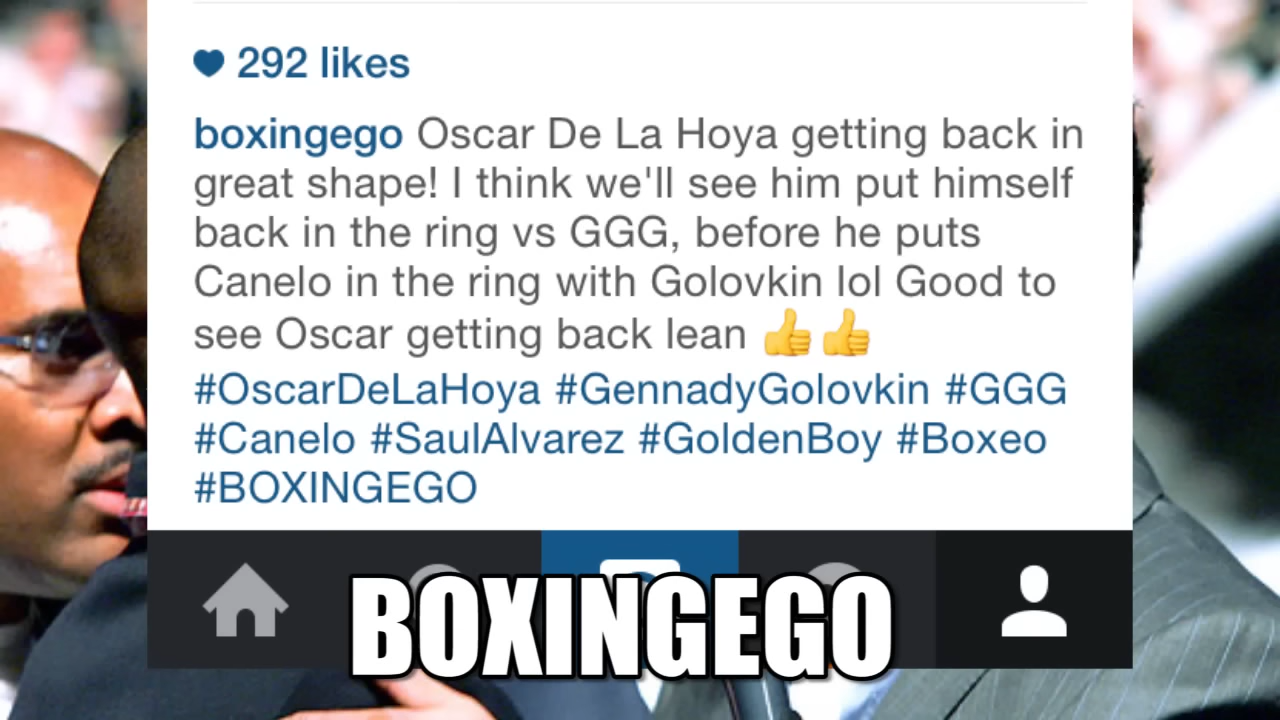 292 likes
boxingego Oscar De La Hoya getting back in
great shape! I think we'll see him put himself
back in the ring vs GGG, before he puts
Canelo in the ring with Golovkin lol Good to
see Oscar getting back lean 👍👍
#OscarDeLaHoya #GennadyGolovkin #GGG
#Canelo #SaulAlvarez #GoldenBoy #Boxeo
#BOXINGEGO
BOXINGEGO